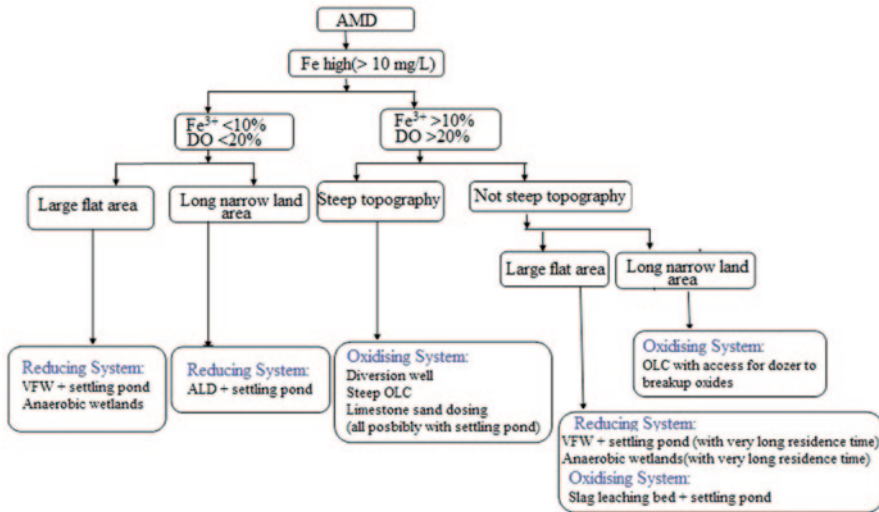 AMD
Fe high(> 10 mg/L)
Fe³⁺ <10%
DO <20%
Fe³⁺ >10%
DO >20%
Large flat area
Long narrow land
area
Steep topography
Not steep topography
Large flat area
Long narrow land
area
Reducing System:
VFW + settling pond
Anaerobic wetlands
Reducing System:
ALD + settling pond
Oxidising System:
Diversion well
Steep OLC
Limestone sand dosing
(all posbibly with settling pond)
Oxidising System:
OLC with access for dozer to
breakup oxides
Reducing System:
VFW + settling pond (with very long residence time)
Anaerobic wetlands(with very long residence time)
Oxidising System:
Slag leaching bed + settling pond